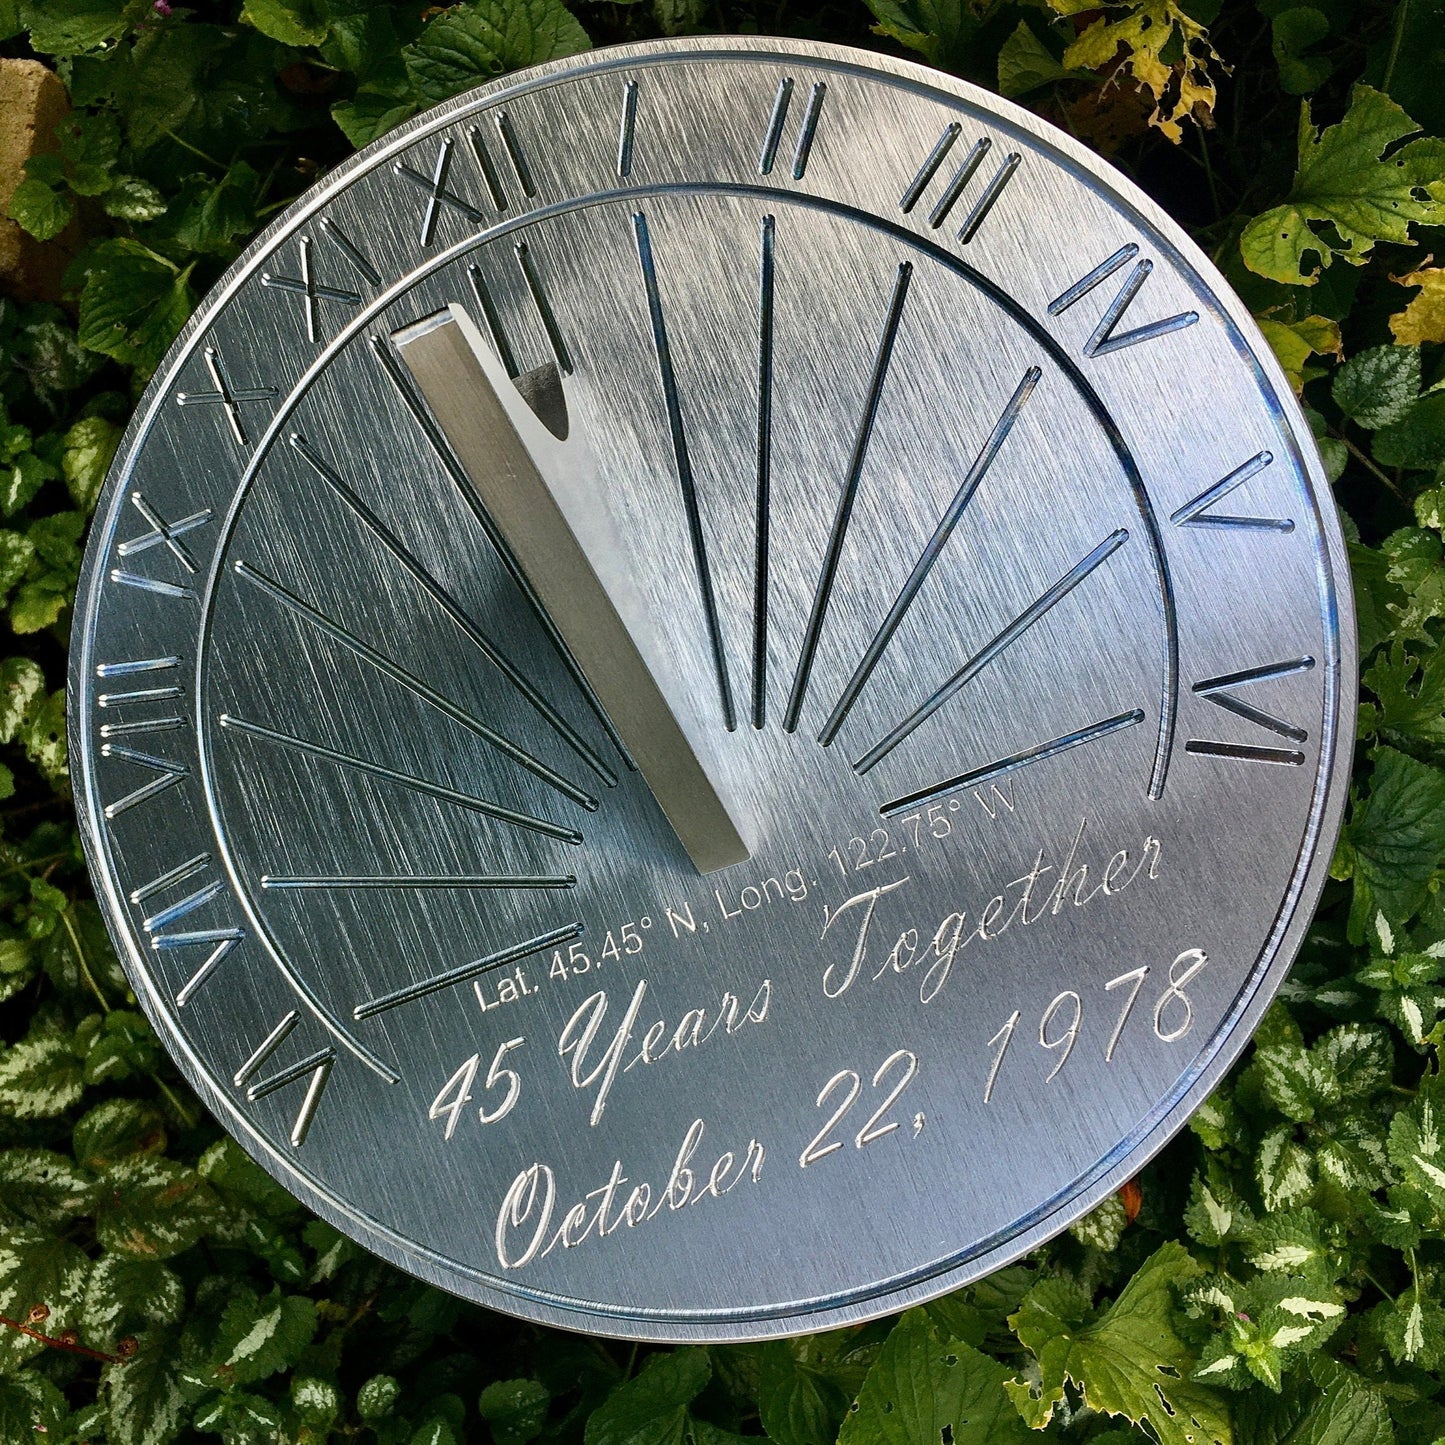 VI
VII
VIII
IX
X
XI
XII
I
II
III
IV
V
VI
Lat. 45.45° N, Long. 122.75° W
45 Years Together
October 22, 1978